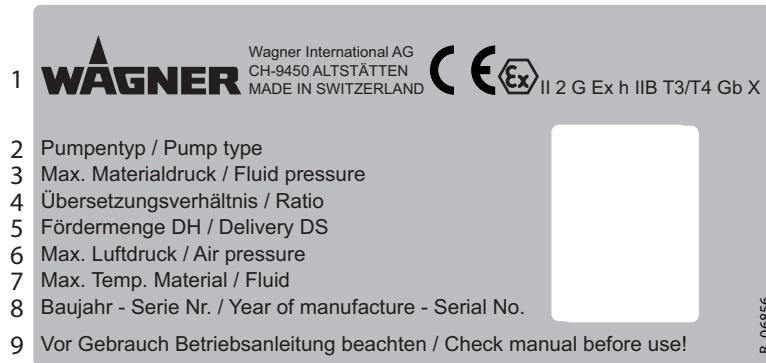 1
WAGNER
Wagner International AG
CH-9450 ALTSTÄTTEN
MADE IN SWITZERLAND
CE Ex II 2 G Ex h IIB T3/T4 Gb X
2 Pumpentyp / Pump type
3 Max. Materialdruck / Fluid pressure
4 Übersetzungsverhältnis / Ratio
5 Fördermenge DH / Delivery DS
6 Max. Luftdruck / Air pressure
7 Max. Temp. Material / Fluid
8 Baujahr - Serie Nr. / Year of manufacture - Serial No.
9 Vor Gebrauch Betriebsanleitung beachten / Check manual before use!
B_06856